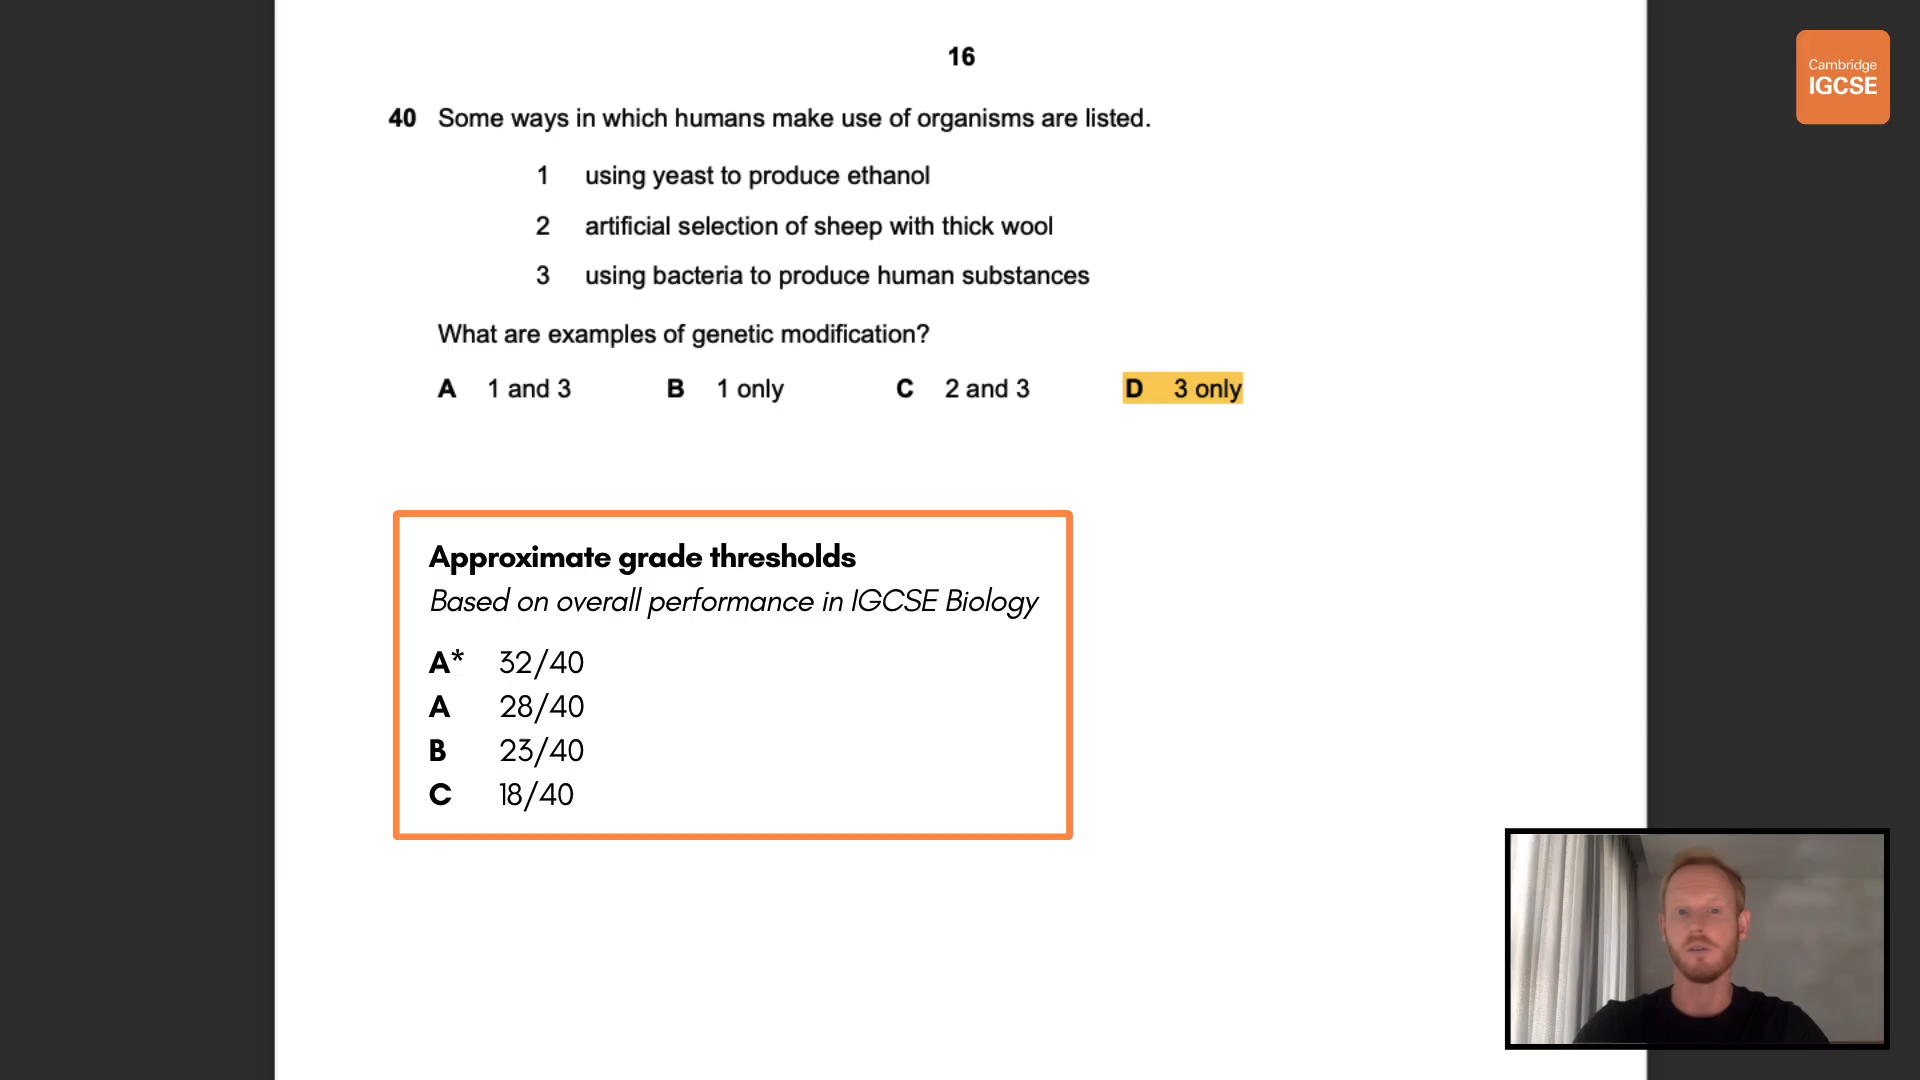 16
Cambridge
IGCSE
40 Some ways in which humans make use of organisms are listed.
1 using yeast to produce ethanol
2 artificial selection of sheep with thick wool
3 using bacteria to produce human substances
What are examples of genetic modification?
A 1 and 3 B 1 only C 2 and 3 D 3 only
Approximate grade thresholds
Based on overall performance in IGCSE Biology
A* 32/40
A 28/40
B 23/40
C 18/40